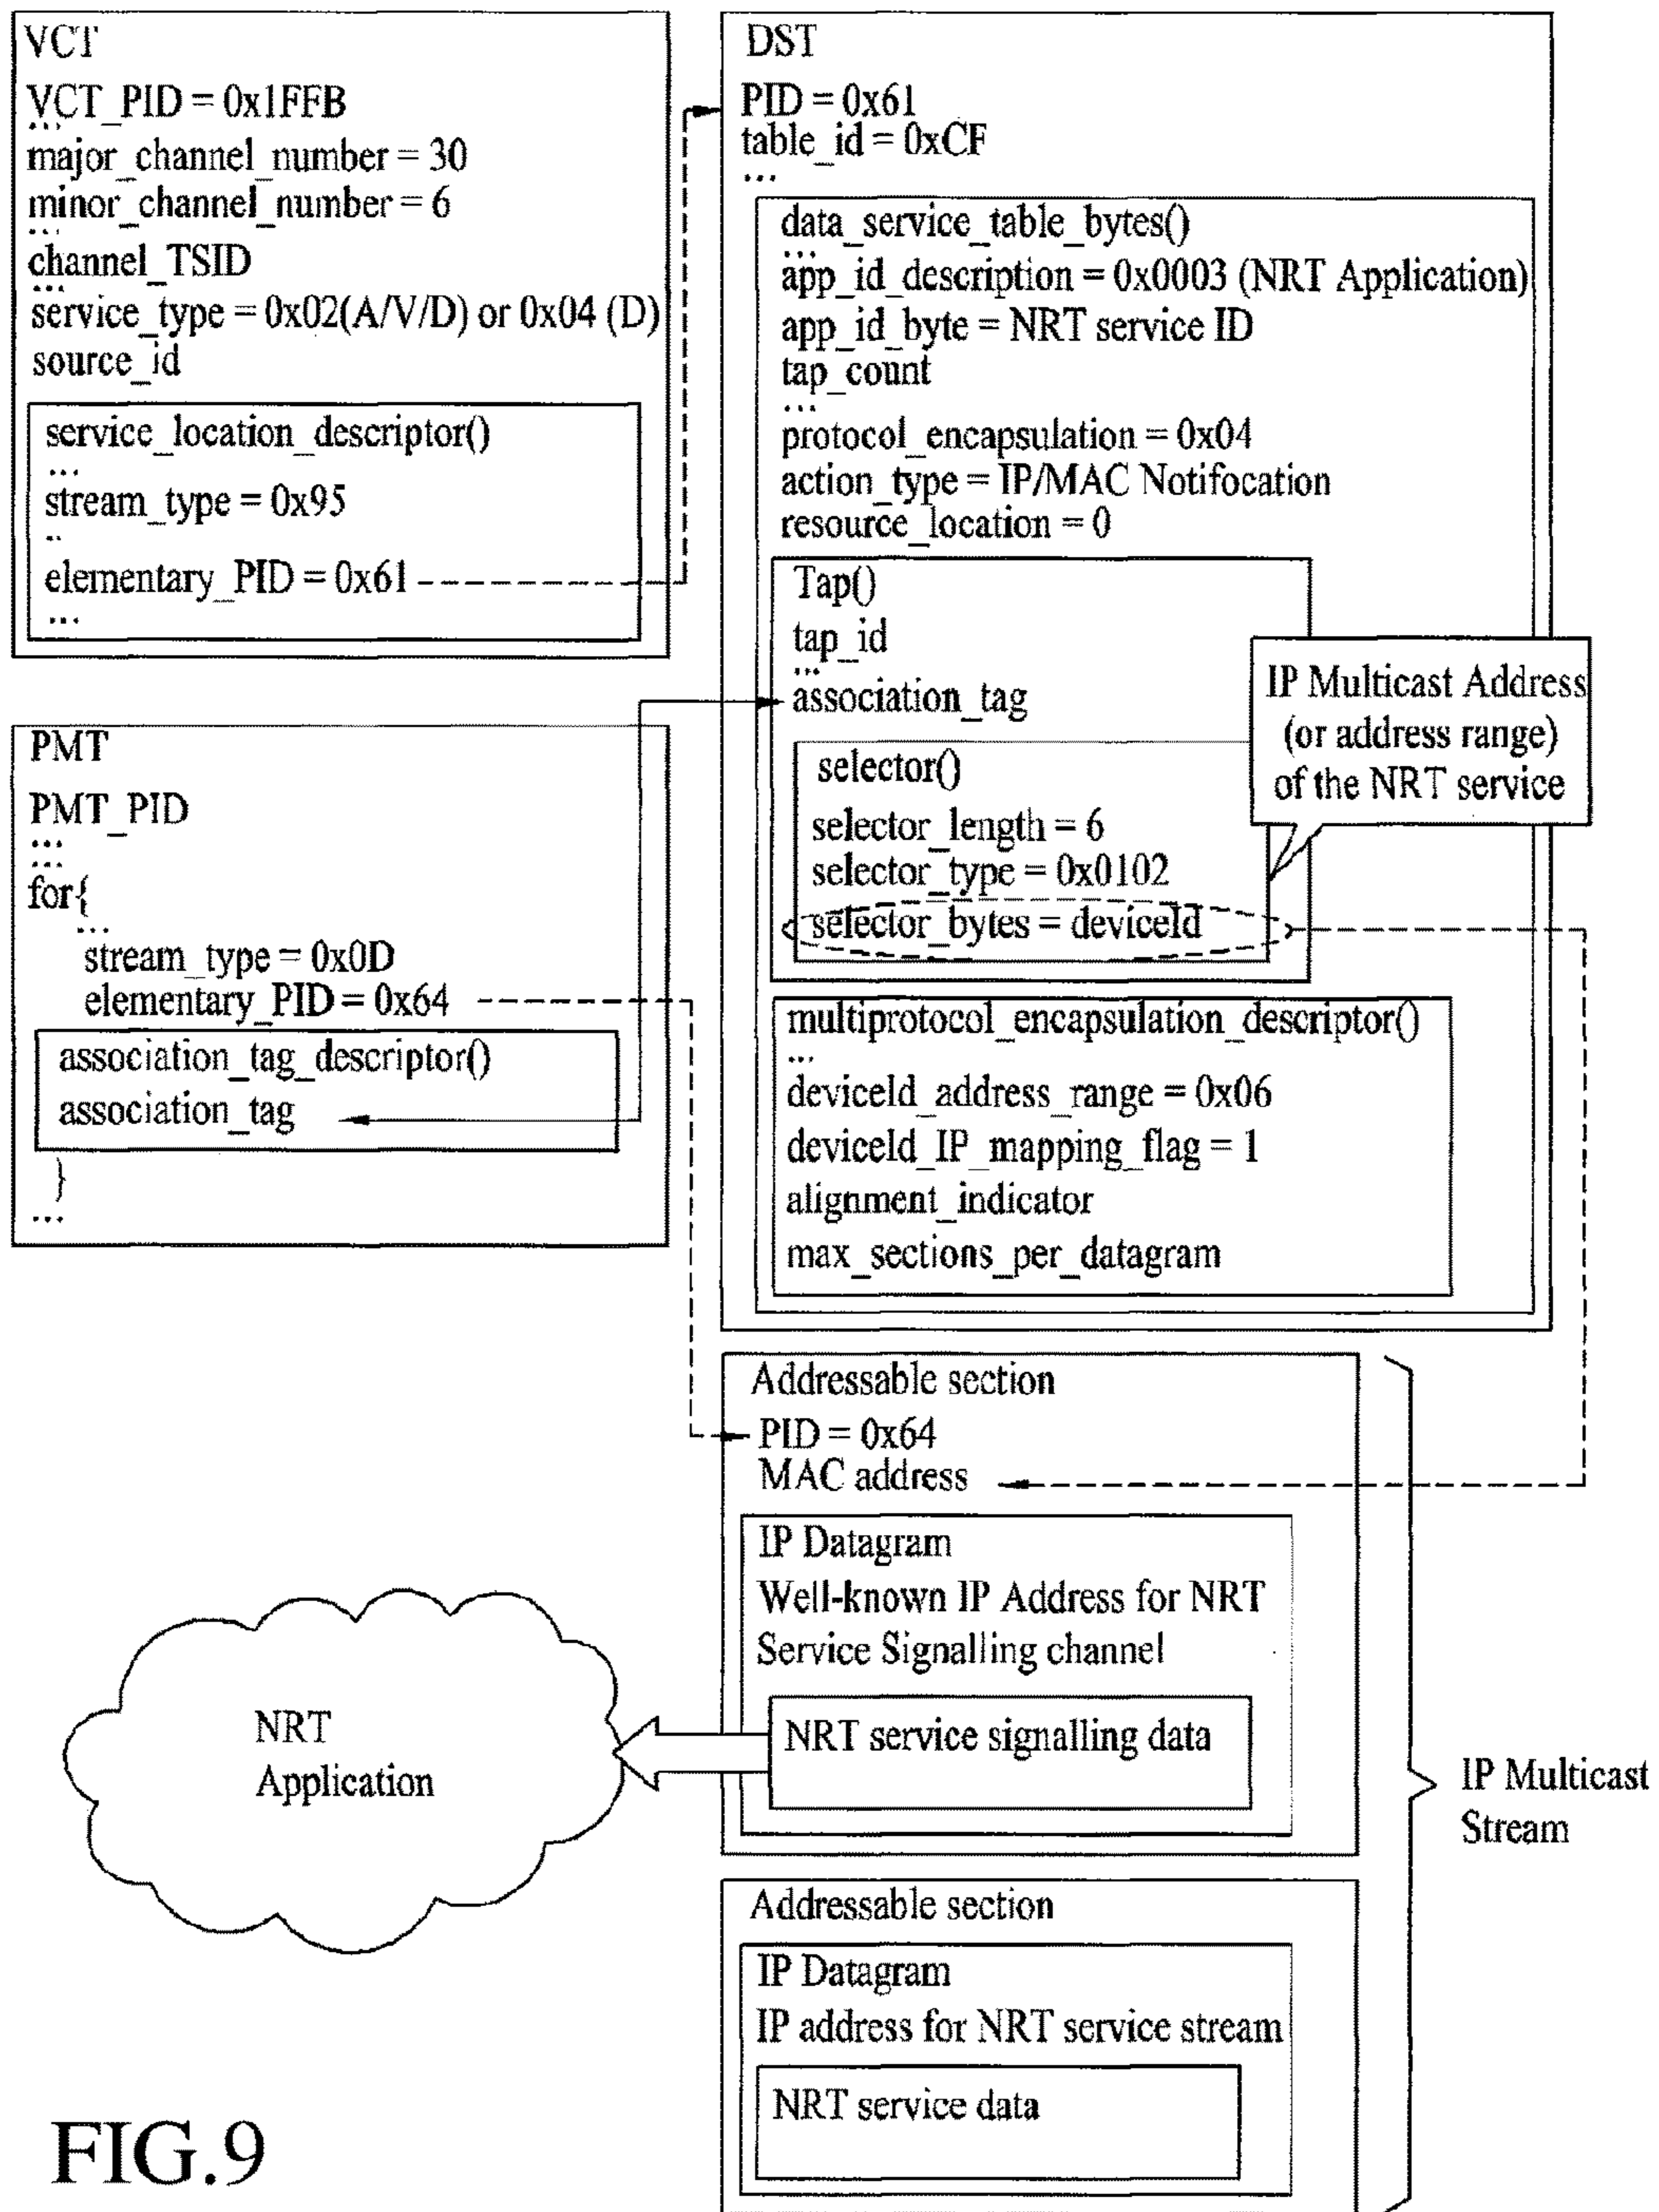 VCT
VCT_PID = 0x1FFB
...
major_channel_number = 30
minor_channel_number = 6
...
channel_TSID
...
service_type = 0x02(A/V/D) or 0x04 (D)
source_id
service_location_descriptor()
...
stream_type = 0x95
..
elementary_PID = 0x61
...
PMT
PMT_PID
...
...
for{
...
stream_type = 0x0D
elementary_PID = 0x64
association_tag_descriptor()
association_tag
}
...
DST
PID = 0x61
table_id = 0xCF
...
data_service_table_bytes()
...
app_id_description = 0x0003 (NRT Application)
app_id_byte = NRT service ID
tap_count
...
protocol_encapsulation = 0x04
action_type = IP/MAC Notifocation
resource_location = 0
Tap()
tap_id
...
association_tag
selector()
selector_length = 6
selector_type = 0x0102
selector_bytes = deviceId
IP Multicast Address
(or address range)
of the NRT service
multiprotocol_encapsulation_descriptor()
...
deviceId_address_range = 0x06
deviceId_IP_mapping_flag = 1
alignment_indicator
max_sections_per_datagram
Addressable section
PID = 0x64
MAC address
IP Datagram
Well-known IP Address for NRT
Service Signalling channel
NRT service signalling data
NRT
Application
IP Multicast
Stream
Addressable section
IP Datagram
IP address for NRT service stream
NRT service data
FIG.9